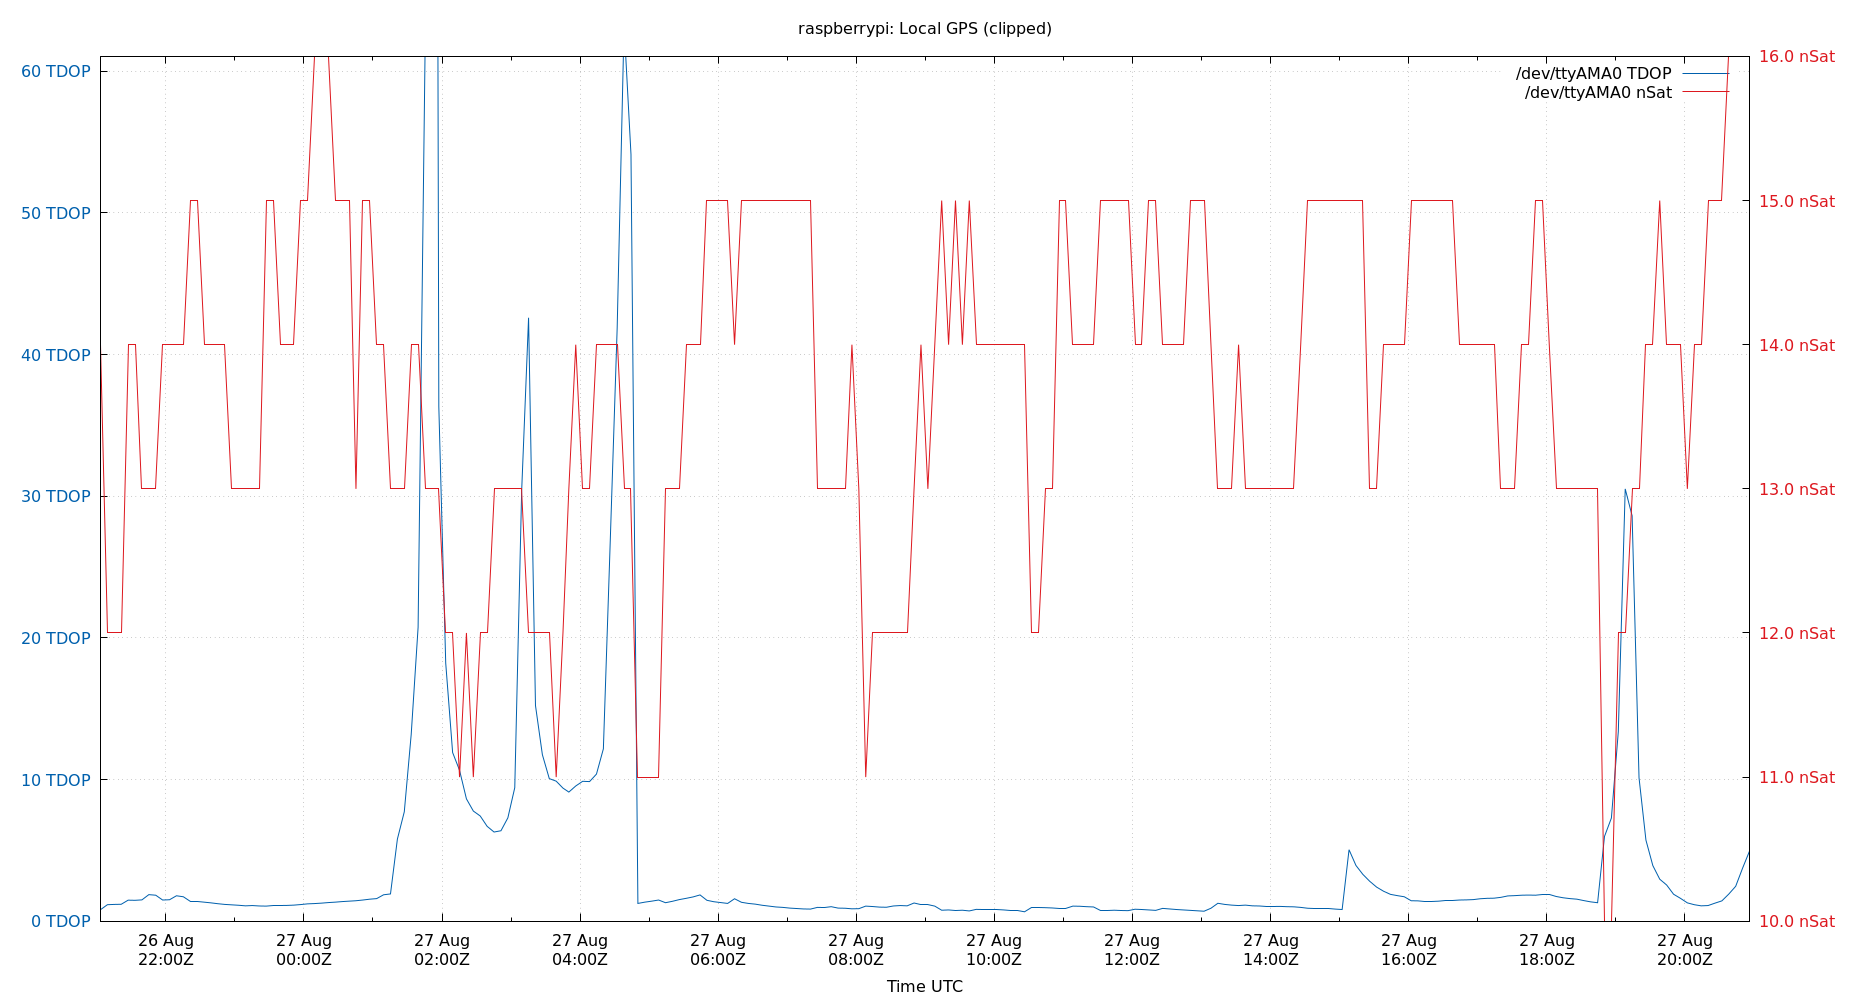 raspberrypi: Local GPS (clipped)
/dev/ttyAMA0 TDOP
/dev/ttyAMA0 nSat
60 TDOP
50 TDOP
40 TDOP
30 TDOP
20 TDOP
10 TDOP
0 TDOP
16.0 nSat
15.0 nSat
14.0 nSat
13.0 nSat
12.0 nSat
11.0 nSat
10.0 nSat
26 Aug
22:00Z
27 Aug
00:00Z
27 Aug
02:00Z
27 Aug
04:00Z
27 Aug
06:00Z
27 Aug
08:00Z
27 Aug
10:00Z
27 Aug
12:00Z
27 Aug
14:00Z
27 Aug
16:00Z
27 Aug
18:00Z
27 Aug
20:00Z
Time UTC